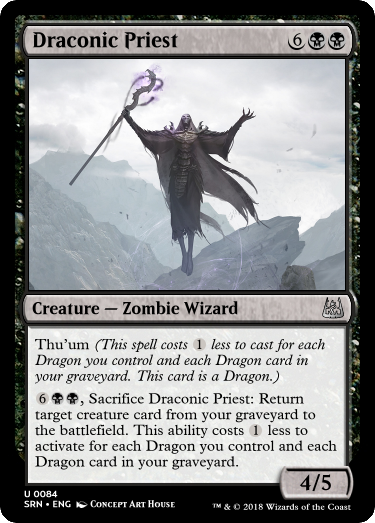 Draconic Priest 6
Creature — Zombie Wizard
Thu'um (This spell costs 1 less to cast for each
Dragon you control and each Dragon card in
your graveyard. This card is a Dragon.)
6, Sacrifice Draconic Priest: Return
target creature card from your graveyard to
the battlefield. This ability costs 1 less to
activate for each Dragon you control and each
Dragon card in your graveyard.
4/5
U 0084
SRN • ENG Concept Art House
™ & © 2018 Wizards of the Coast